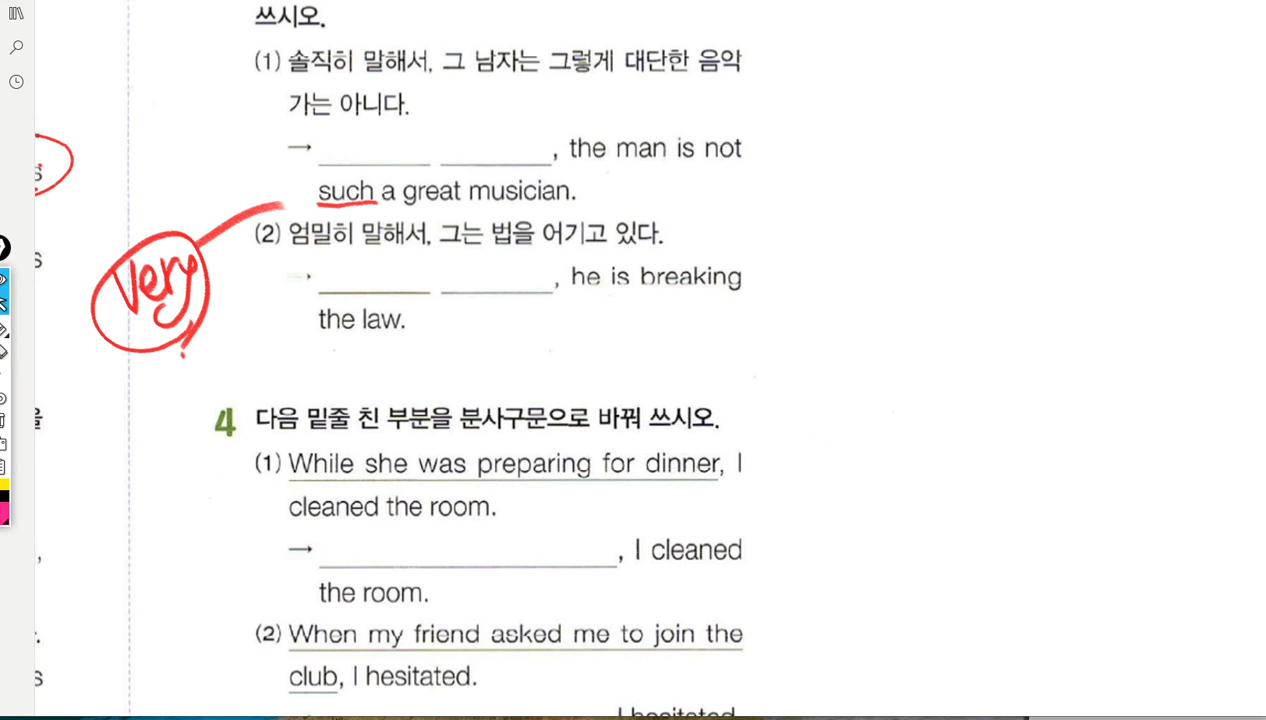 쓰시오.
(1) 솔직히 말해서, 그 남자는 그렇게 대단한 음악
가는 아니다.
→ ________ ________, the man is not
such a great musician.
(2) 엄밀히 말해서, 그는 법을 어기고 있다.
→ ________ ________, he is breaking
the law.
very
4 다음 밑줄 친 부분을 분사구문으로 바꿔 쓰시오.
(1) While she was preparing for dinner, I
cleaned the room.
→ ________________, I cleaned
the room.
(2) When my friend asked me to join the
club, I hesitated.
I hesitated.